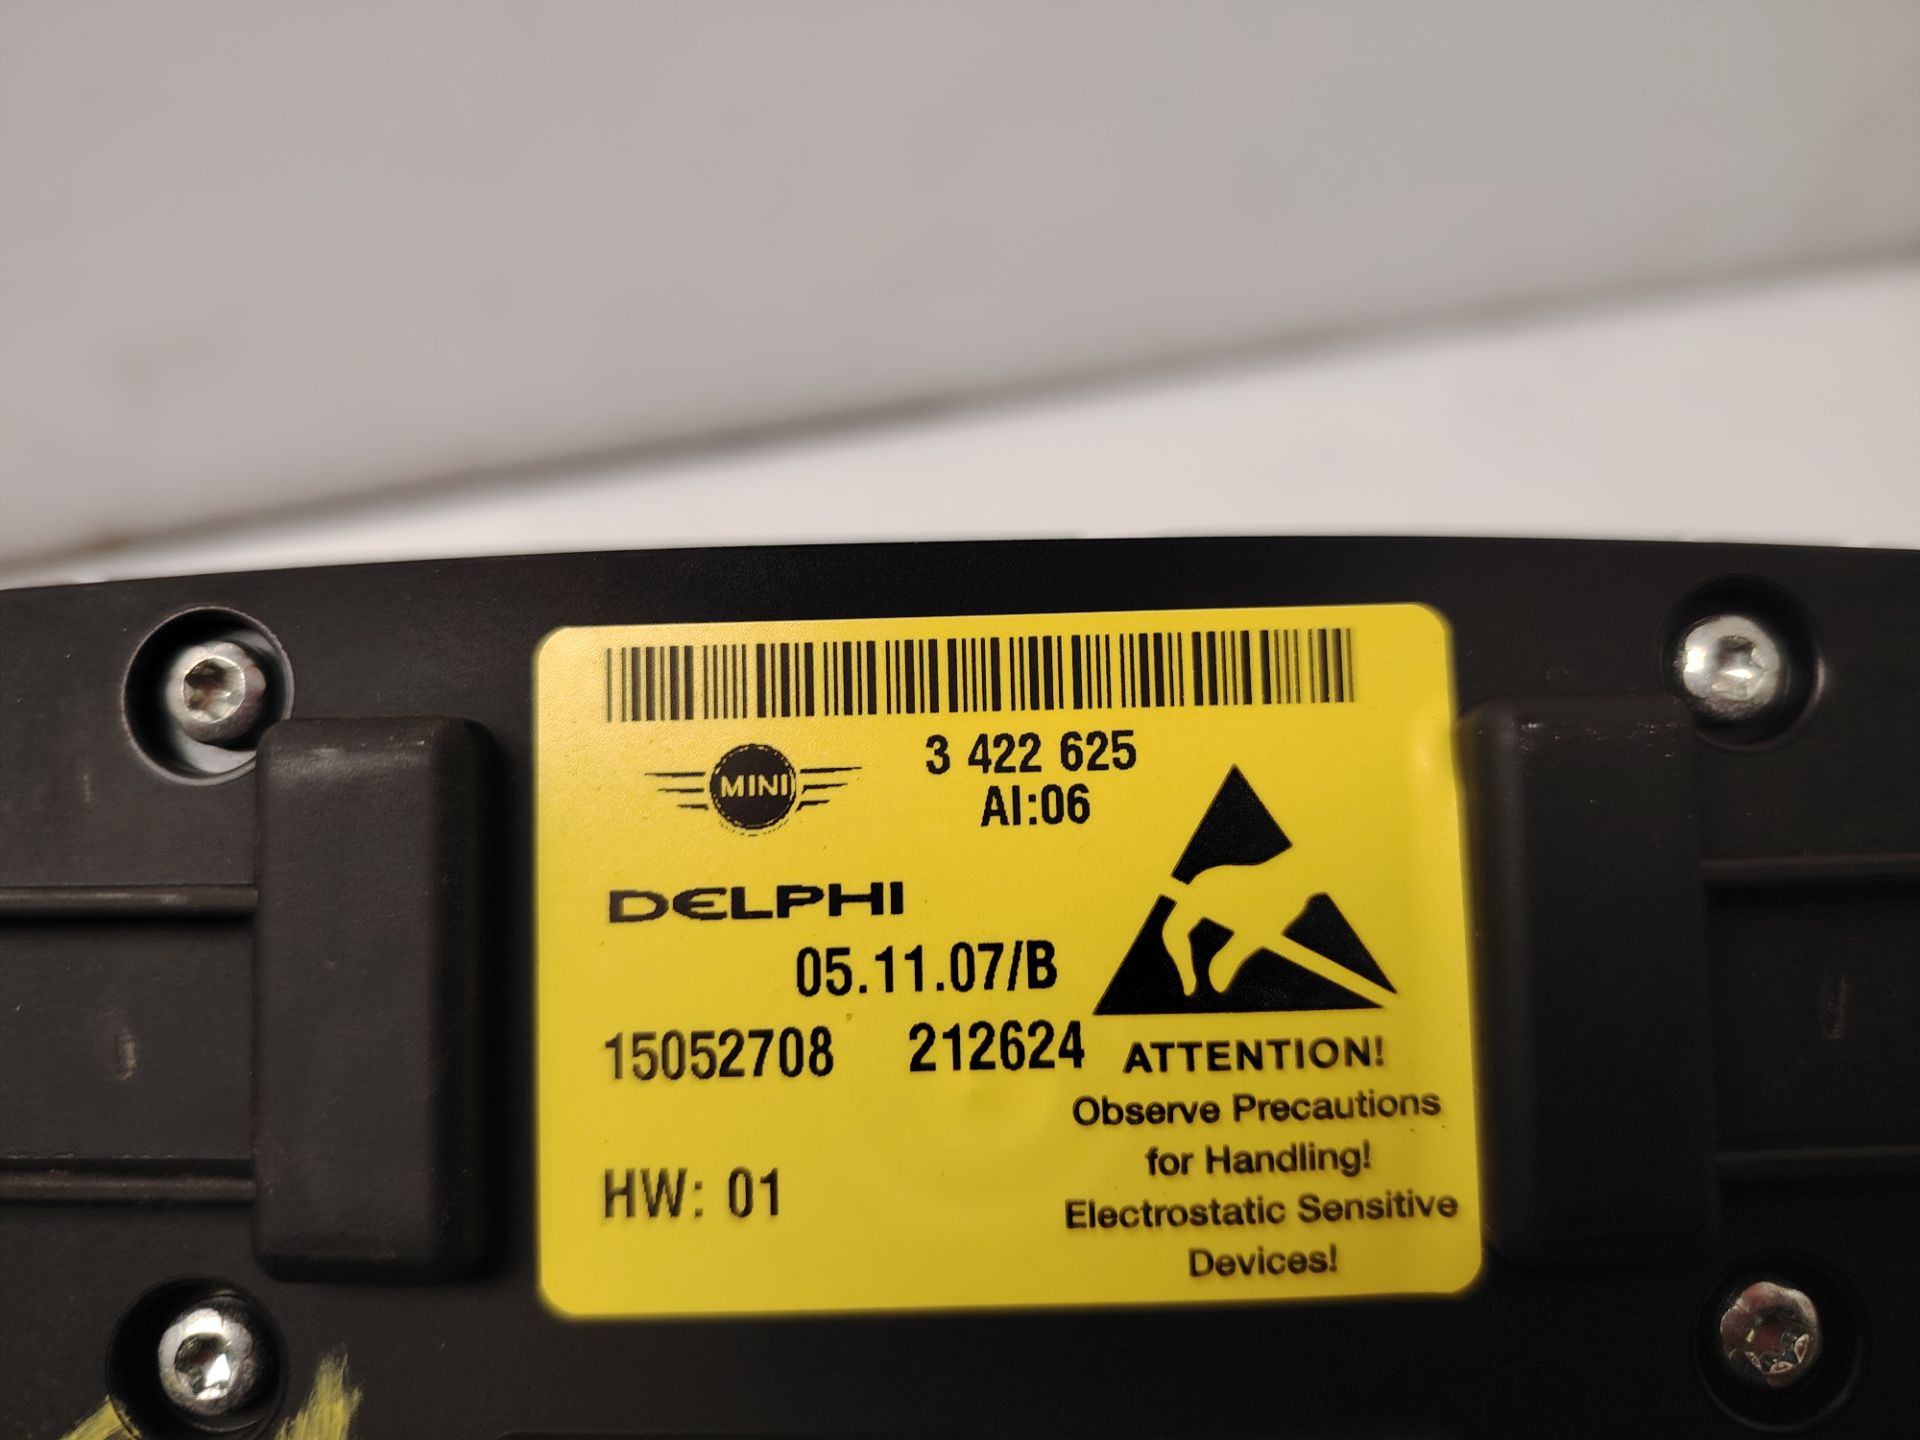 3 422 625
AI:06
MINI
DELPHI
05.11.07/B
15052708 212624
HW: 01
ATTENTION!
Observe Precautions
for Handling!
Electrostatic Sensitive
Devices!